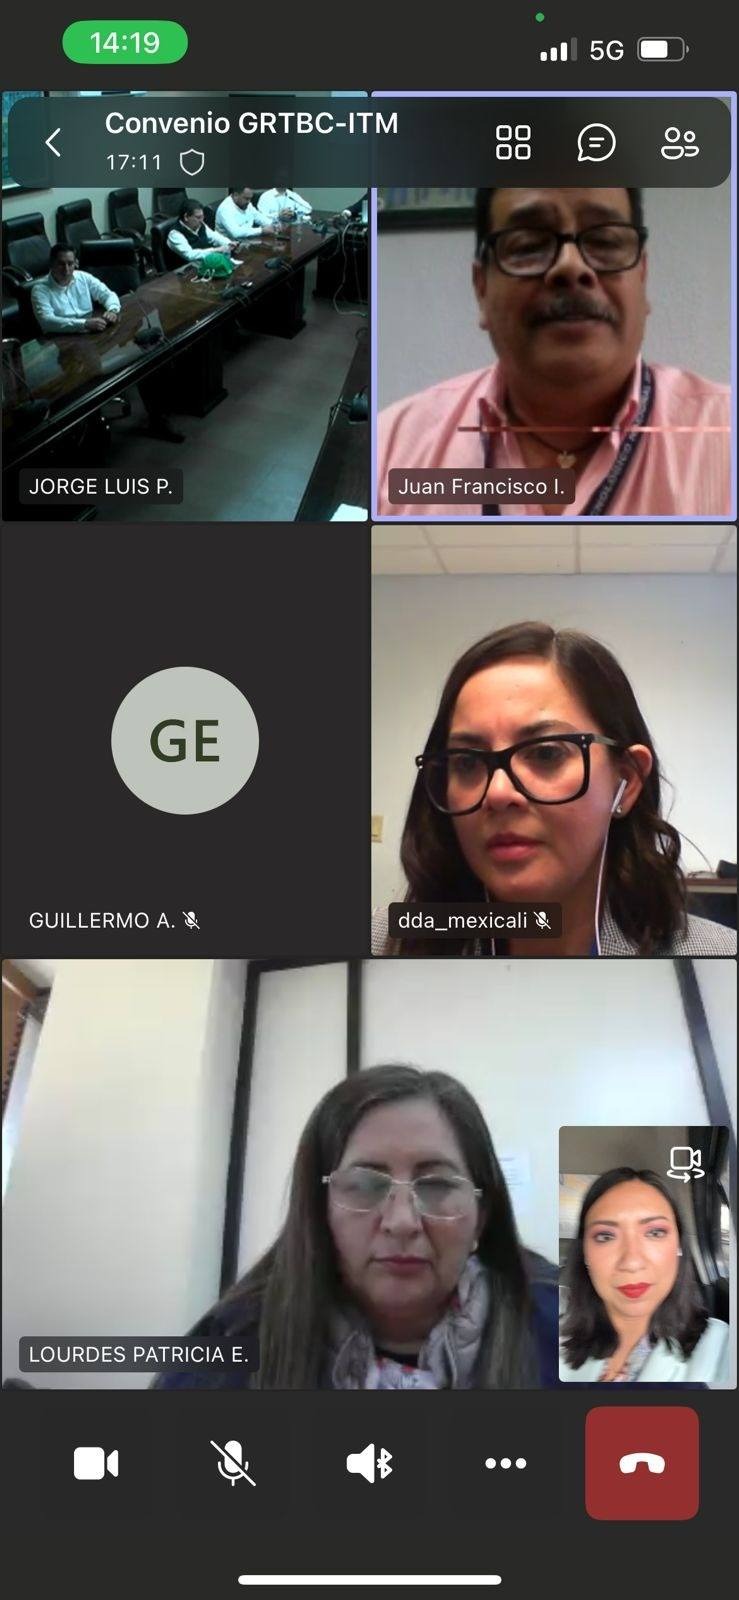 14:19
5G
Convenio GRTBC-ITM
17:11
JORGE LUIS P.
Juan Francisco I.
GE
GUILLERMO A.
dda_mexicali
LOURDES PATRICIA E.